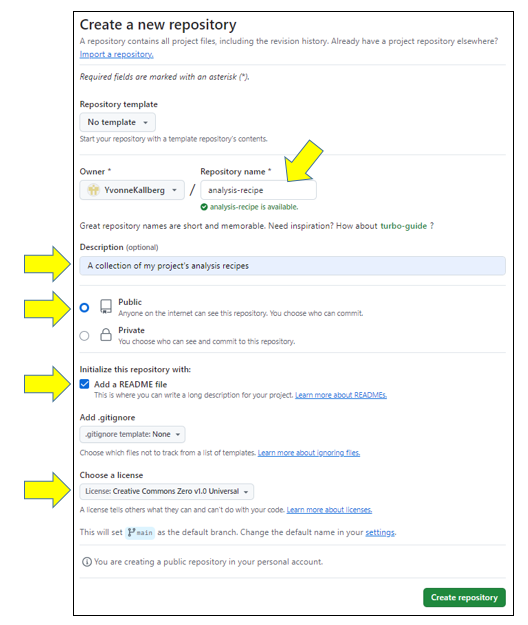 Create a new repository
A repository contains all project files, including the revision history. Already have a project repository elsewhere?
Import a repository.
Required fields are marked with an asterisk (*).
Repository template
No template
Start your repository with a template repository's contents.
Owner * Repository name *
YvonneKallberg / analysis-recipe
analysis-recipe is available.
Great repository names are short and memorable. Need inspiration? How about turbo-guide ?
Description (optional)
A collection of my project's analysis recipes
Public
Anyone on the internet can see this repository. You choose who can commit.
Private
You choose who can see and commit to this repository.
Initialize this repository with:
Add a README file
This is where you can write a long description for your project. Learn more about READMEs.
Add .gitignore
.gitignore template: None
Choose which files not to track from a list of templates. Learn more about ignoring files.
Choose a license
License: Creative Commons Zero v1.0 Universal
A license tells others what they can and can't do with your code. Learn more about licenses.
This will set main as the default branch. Change the default name in your settings.
You are creating a public repository in your personal account.
Create repository